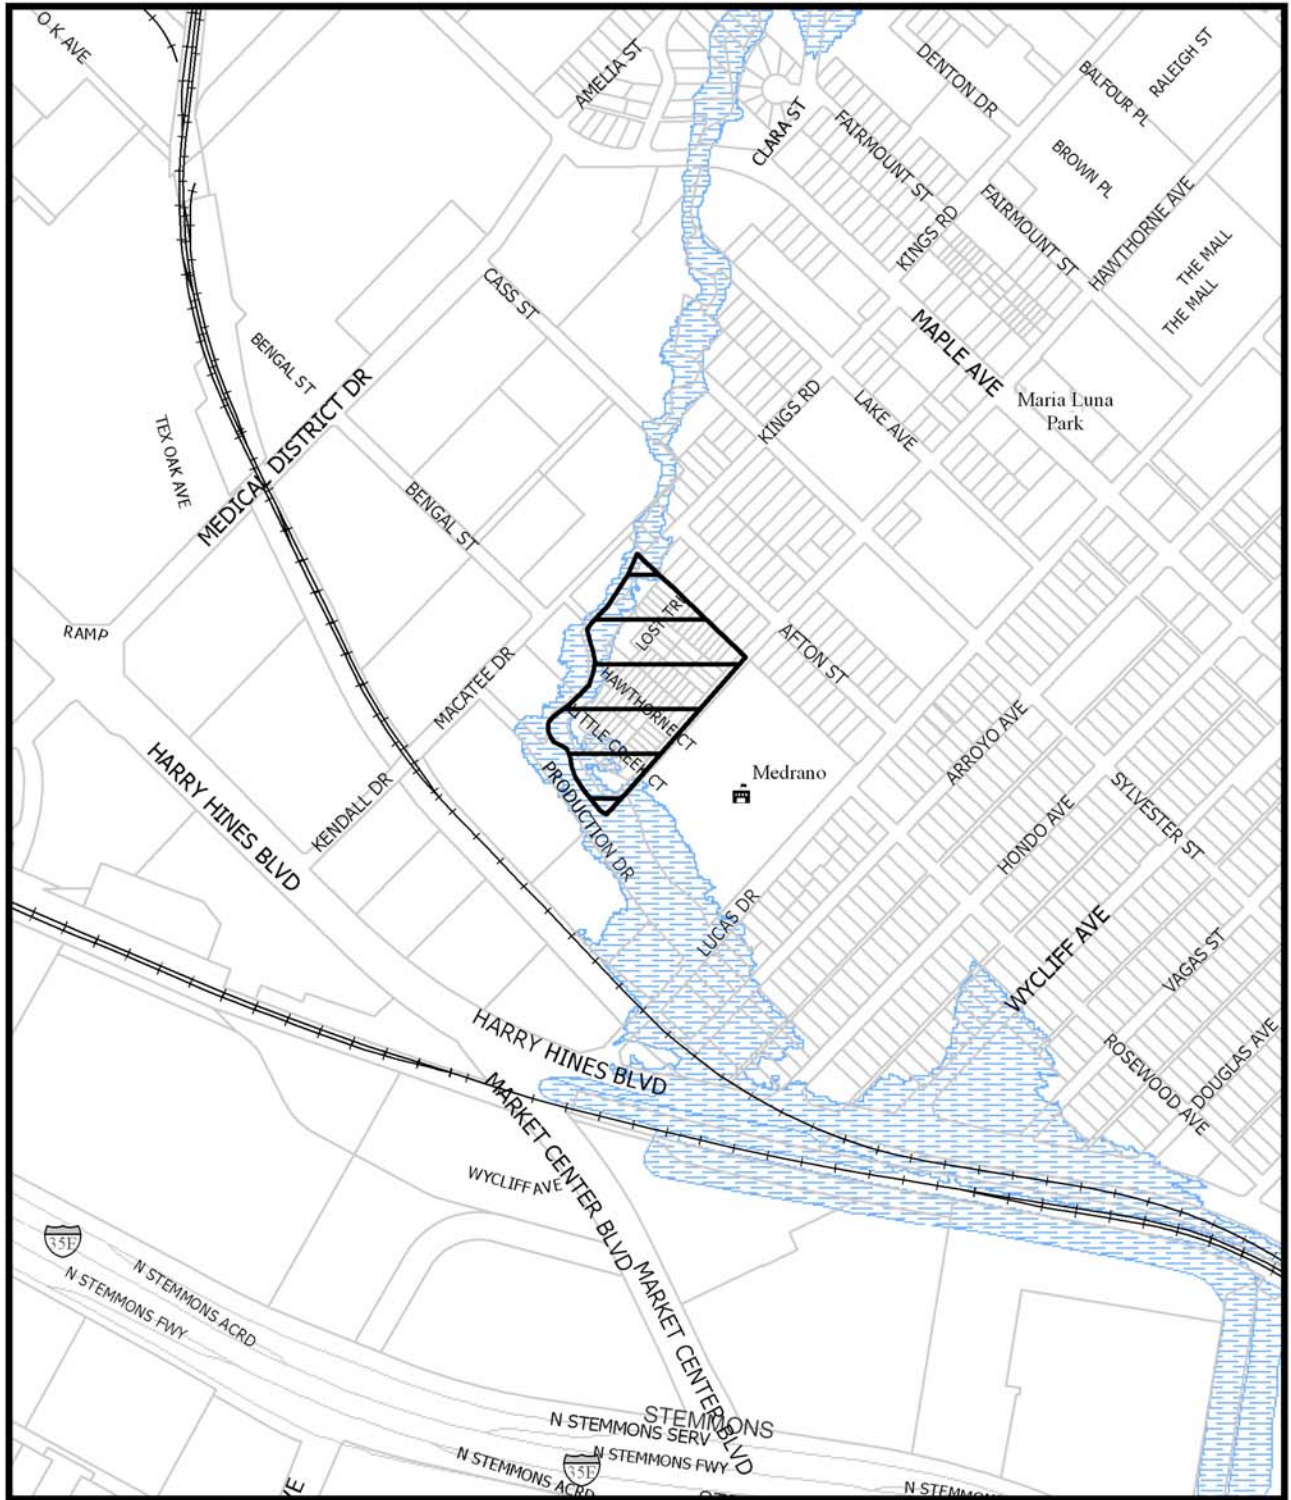 O K AVE
AMELIA ST
CLARA ST
DENTON DR
BALFOUR PL
RALEIGH ST
FAIRMOUNT ST
BROWN PL
KINGS RD
FAIRMOUNT ST
HAWTHORNE AVE
THE MALL
THE MALL
CASS ST
MAPLE AVE
BENGAL ST
MEDICAL DISTRICT DR
KINGS RD
LAKE AVE
Maria Luna
Park
TEX OAK AVE
BENGAL ST
RAMP
LOST TRL
AFTON ST
MACATEE DR
HAWTHORNE CT
LITTLE CREEK CT
ARROYO AVE
HARRY HINES BLVD
KENDALL DR
PRODUCTION DR
Medrano
SYLVESTER ST
HONDO AVE
LUCAS DR
WYCLIFF AVE
VAGAS ST
HARRY HINES BLVD
ROSEWOOD AVE
DOUGLAS AVE
MARKET CENTER BLVD
WYCLIFF AVE
35E
N STEMMONS ACRD
N STEMMONS FWY
MARKET CENTER BLVD
STEMMONS
N STEMMONS SERV
N STEMMONS FWY
35E
N STEMMONS ACRD
N STEMMONS
VE